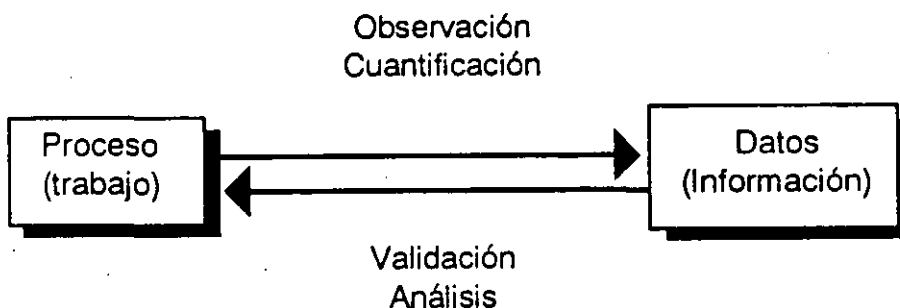 Observación
Cuantificación
Proceso
(trabajo)
Datos
(Información)
Validación
Análisis